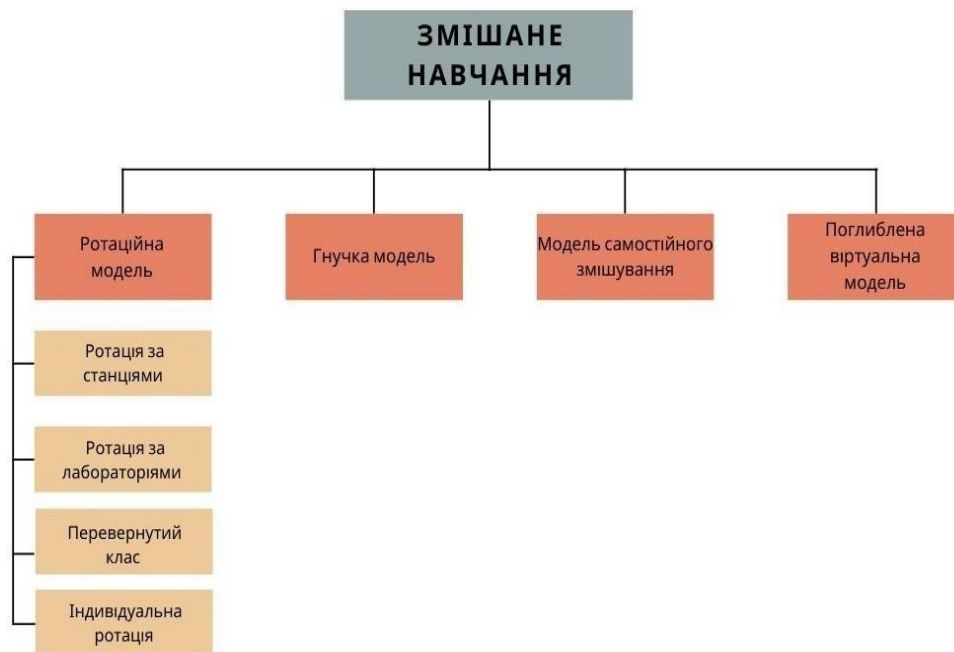 ЗМІШАНЕ
НАВЧАННЯ
Ротаційна
модель
Гнучка модель
Модель самостійного
змішування
Поглиблена
віртуальна
модель
Ротація за
станціями
Ротація за
лабораторіями
Перевернутий
клас
Індивідуальна
ротація